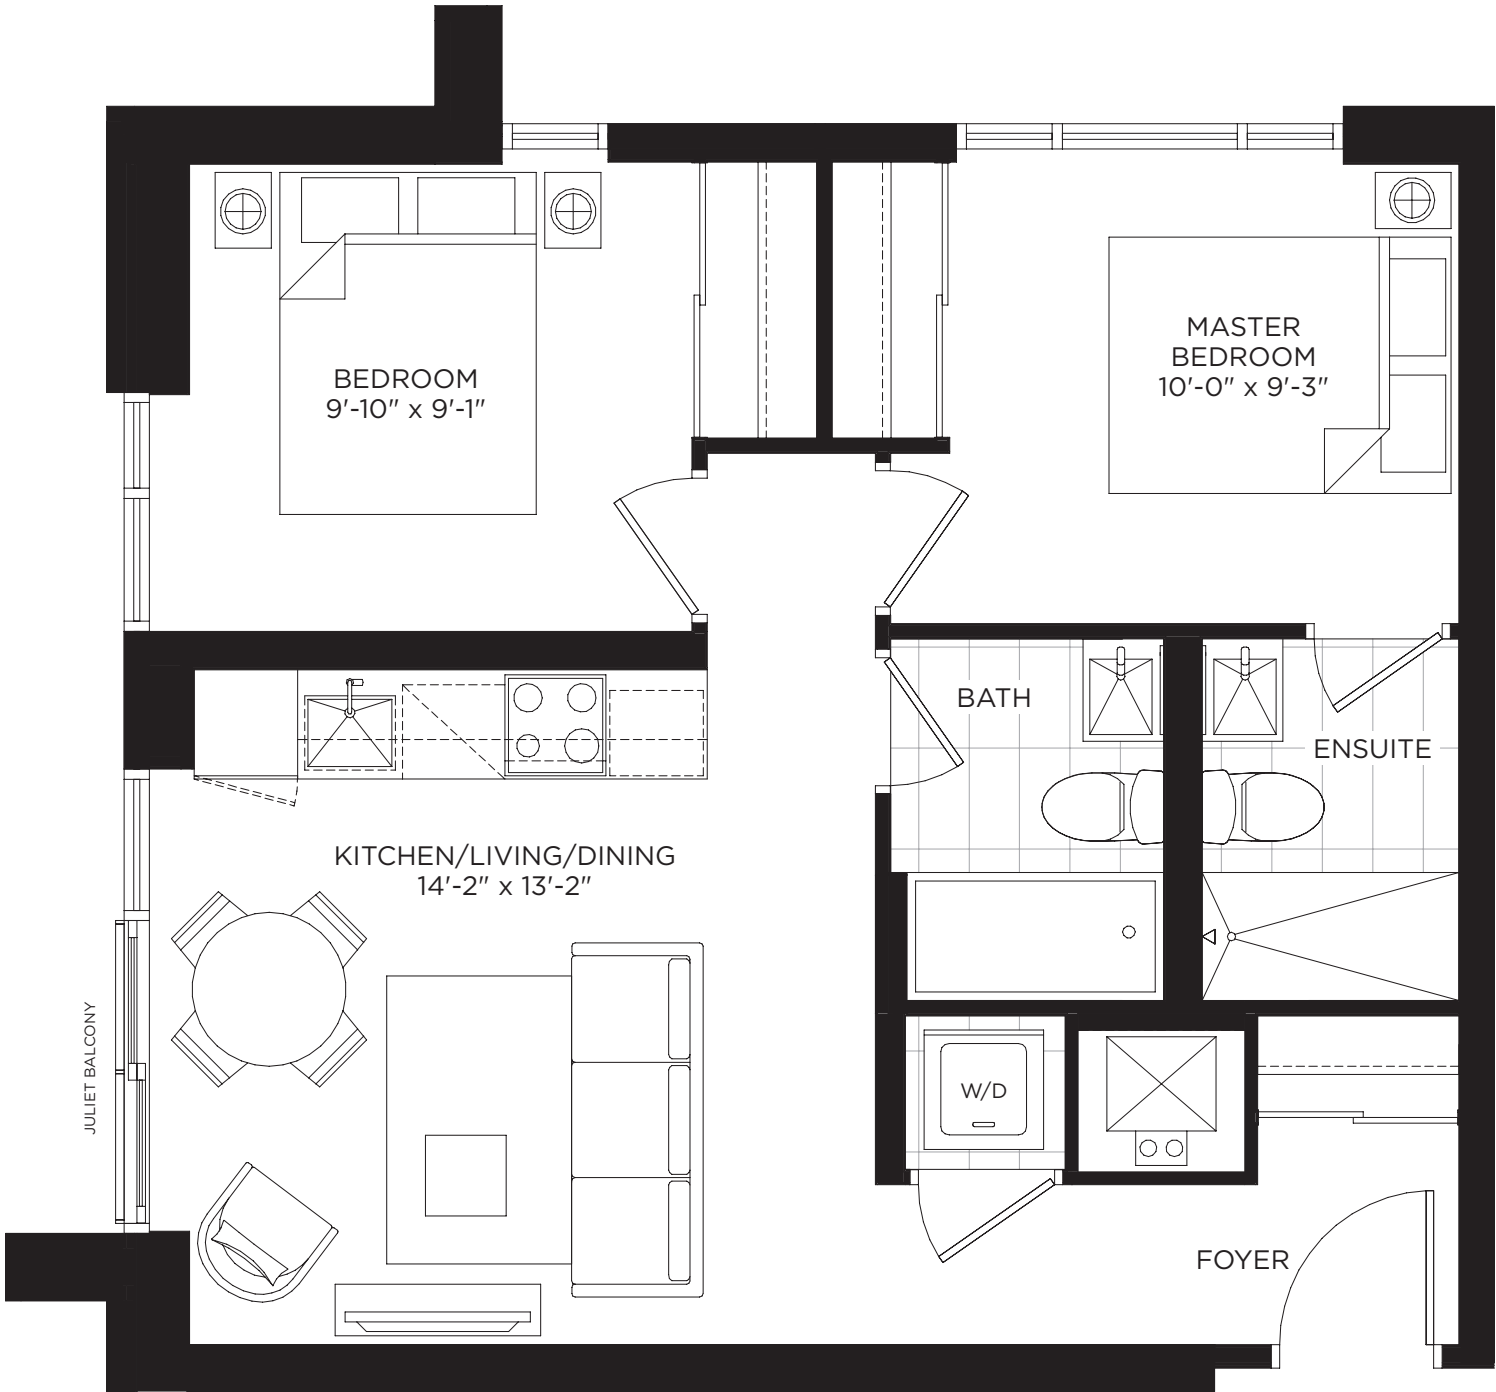 MASTER
BEDROOM
10'-0" x 9'-3"
BEDROOM
9'-10" x 9'-1"
BATH
ENSUITE
KITCHEN/LIVING/DINING
14'-2" x 13'-2"
JULIET BALCONY
W/D
FOYER